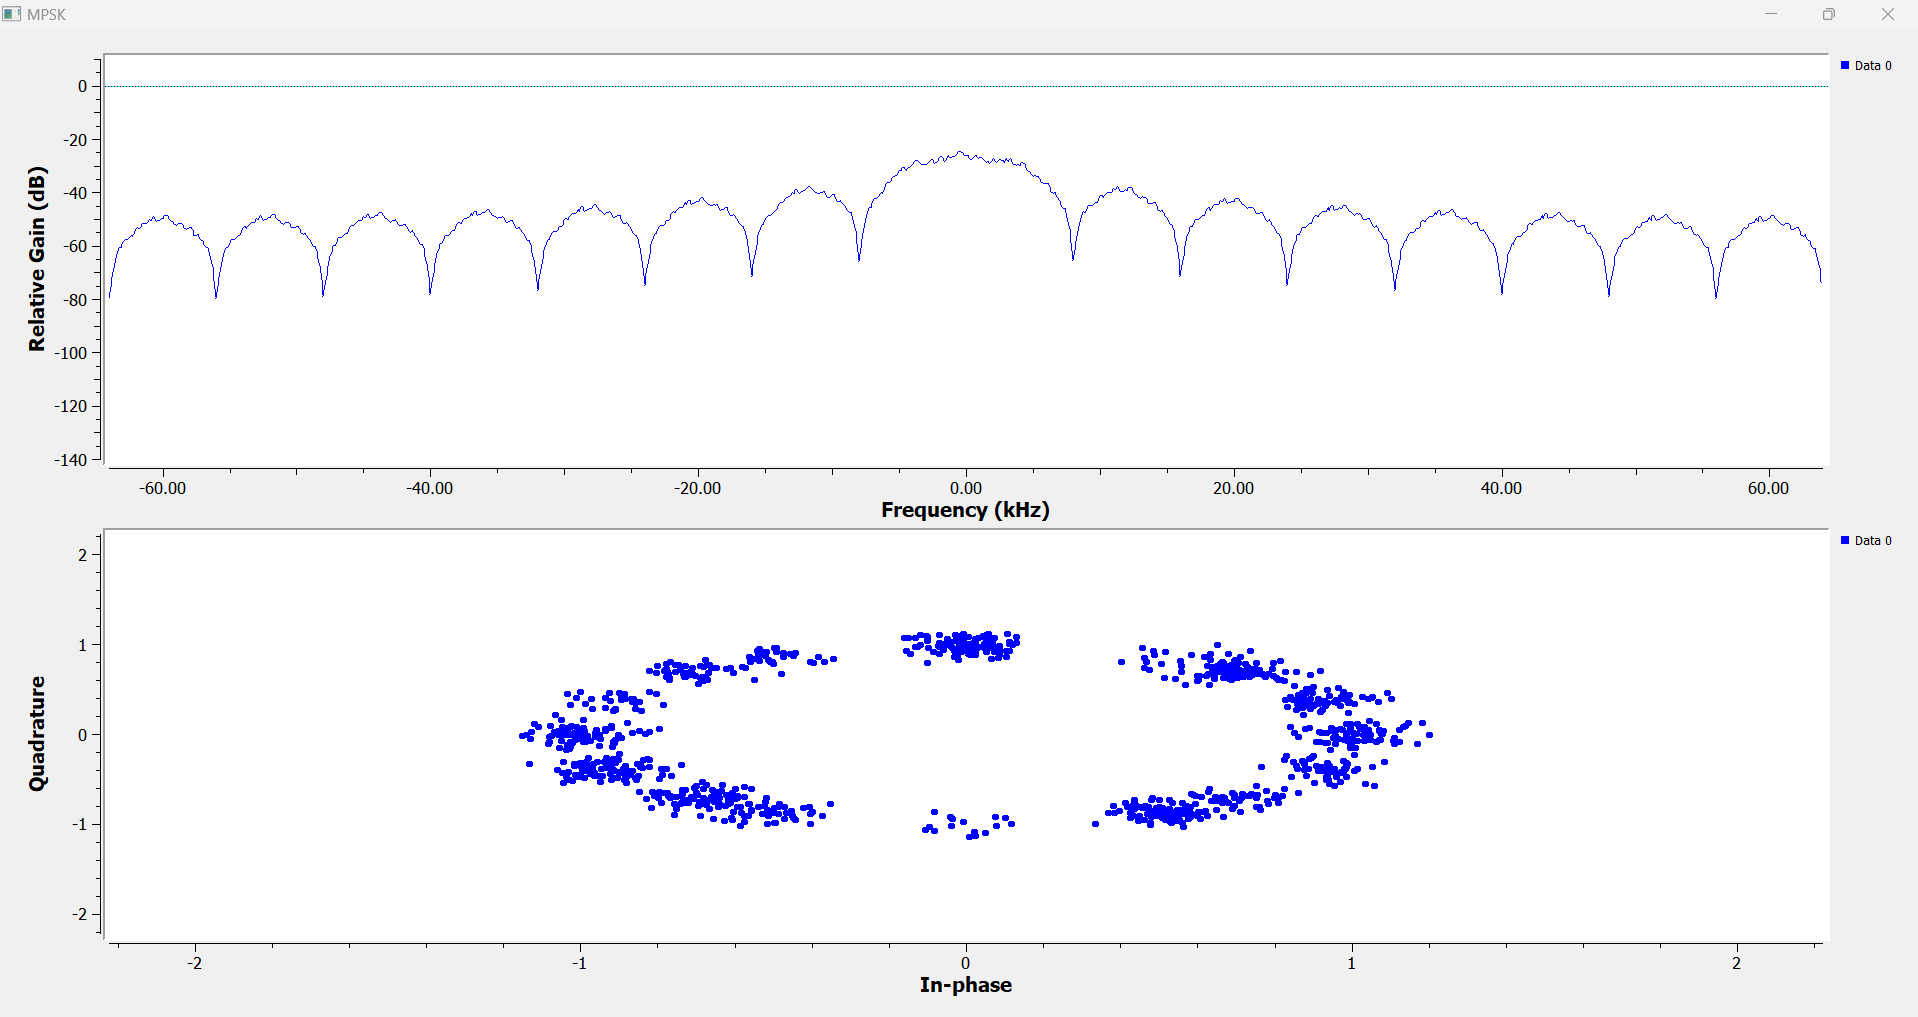 MPSK
Data 0
0
-20
-40
-60
-80
-100
-120
-140
Relative Gain (dB)
-60.00 -40.00 -20.00 0.00 20.00 40.00 60.00
Frequency (kHz)
Data 0
2
1
0
-1
-2
Quadrature
-2 -1 0 1 2
In-phase